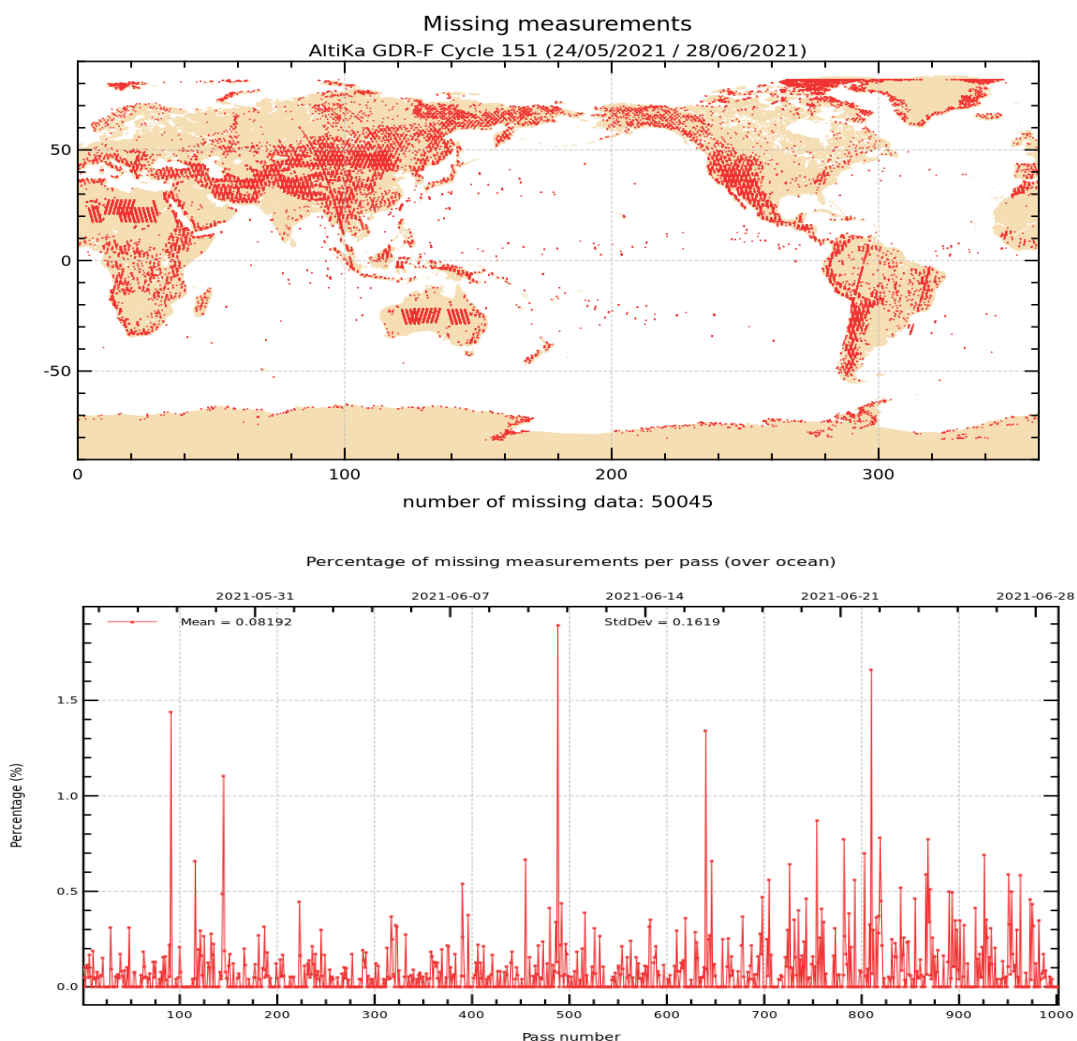 Missing measurements
AltiKa GDR-F Cycle 151 (24/05/2021 / 28/06/2021)
50
0
-50
0 100 200 300
number of missing data: 50045
Percentage of missing measurements per pass (over ocean)
2021-05-31 2021-06-07 2021-06-14 2021-06-21 2021-06-28
Mean = 0.08192 StdDev = 0.1619
1.5
1.0
0.5
0.0
Percentage (%)
100 200 300 400 500 600 700 800 900 1000
Pass number